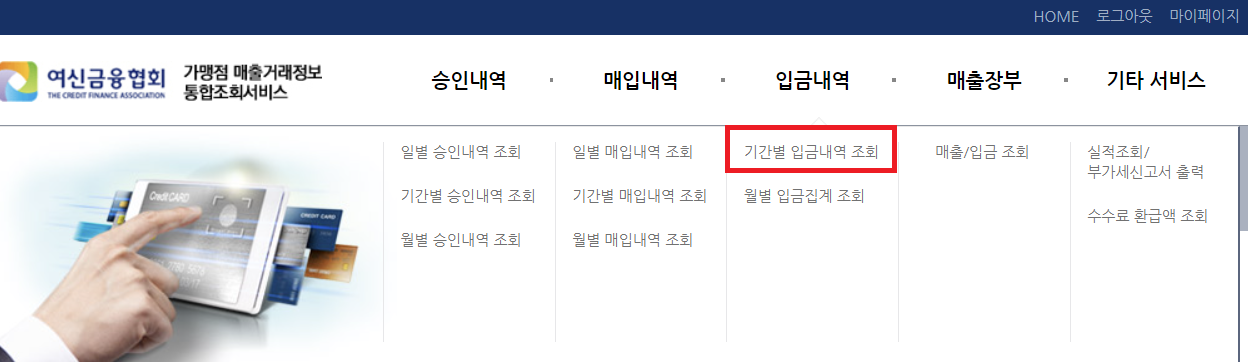 HOME 로그아웃 마이페이지
여신금융협회 가맹점 매출거래정보
THE CREDIT FINANCE ASSOCIATION 통합조회서비스
승인내역 매입내역 입금내역 매출장부 기타 서비스
일별 승인내역 조회
기간별 승인내역 조회
월별 승인내역 조회
일별 매입내역 조회
기간별 매입내역 조회
월별 매입내역 조회
기간별 입금내역 조회
월별 입금집계 조회
매출/입금 조회
실적조회/
부가세신고서 출력
수수료 환급액 조회
Credit CARD
CREDIT CARD